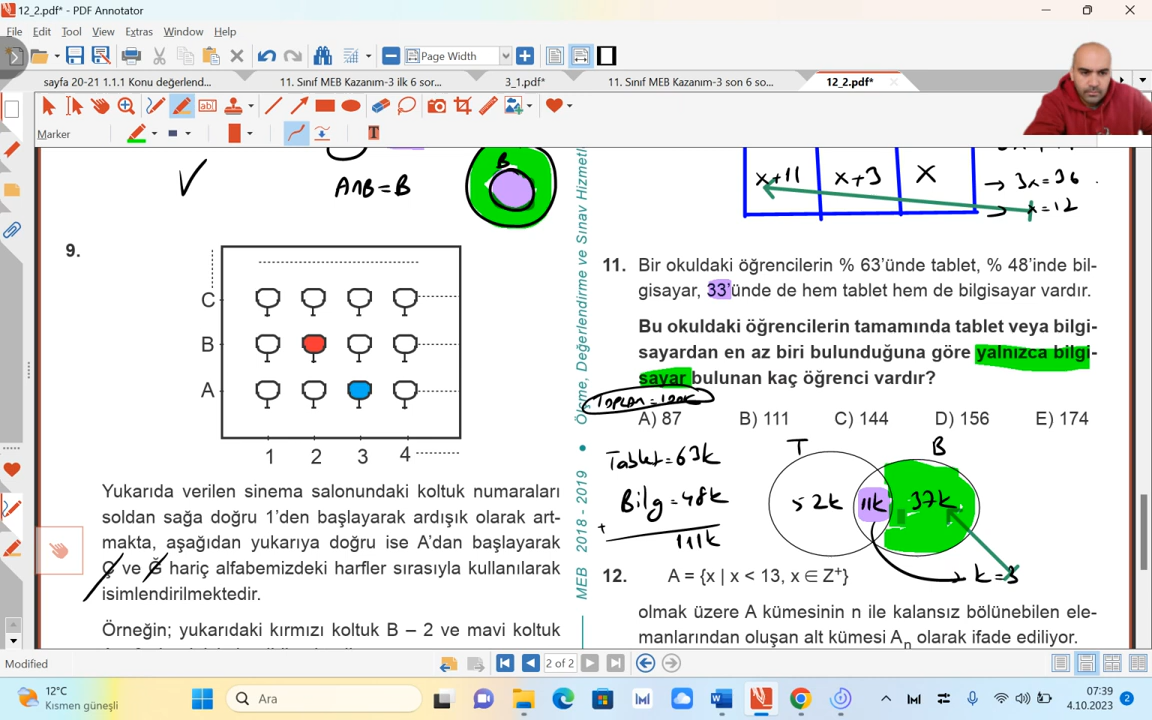 12_2.pdf* - PDF Annotator
File Edit Tool View Extras Window Help
Page Width
sayfa 20-21 1.1.1 Konu değerlend...
11. Sınıf MEB Kazanım-3 ilk 6 sor...
3_1.pdf*
11. Sınıf MEB Kazanım-3 son 6 so...
12_2.pdf*
Marker
A∩B=B
B
9.
C
B
A
1 2 3 4
Yukarıda verilen sinema salonundaki koltuk numaraları
soldan sağa doğru 1'den başlayarak ardışık olarak art-
makta, aşağıdan yukarıya doğru ise A'dan başlayarak
Ç ve Ğ hariç alfabemizdeki harfler sırasıyla kullanılarak
isimlendirilmektedir.
Örneğin; yukarıdaki kırmızı koltuk B – 2 ve mavi koltuk
MEB 2018 - 2019 • Ölçme, Değerlendirme ve Sınav Hizmetl
x+11 x+3 x
→ 3x=36
→ x=12
11. Bir okuldaki öğrencilerin % 63'ünde tablet, % 48'inde bil-
gisayar, 33'ünde de hem tablet hem de bilgisayar vardır.
Bu okuldaki öğrencilerin tamamında tablet veya bilgi-
sayardan en az biri bulunduğuna göre yalnızca bilgi-
sayar bulunan kaç öğrenci vardır?
Toplam=100k
A) 87 B) 111 C) 144 D) 156 E) 174
Tablet=63k
Bilg=48k
+
111k
T B
52k 11k 37k
k=3
12. A = {x | x < 13, x ∈ Z⁺}
olmak üzere A kümesinin n ile kalansız bölünebilen ele-
manlarından oluşan alt kümesi Aₙ olarak ifade ediliyor.
Modified
2 of 2
12°C
Kısmen güneşli
Ara
07:39
4.10.2023
2